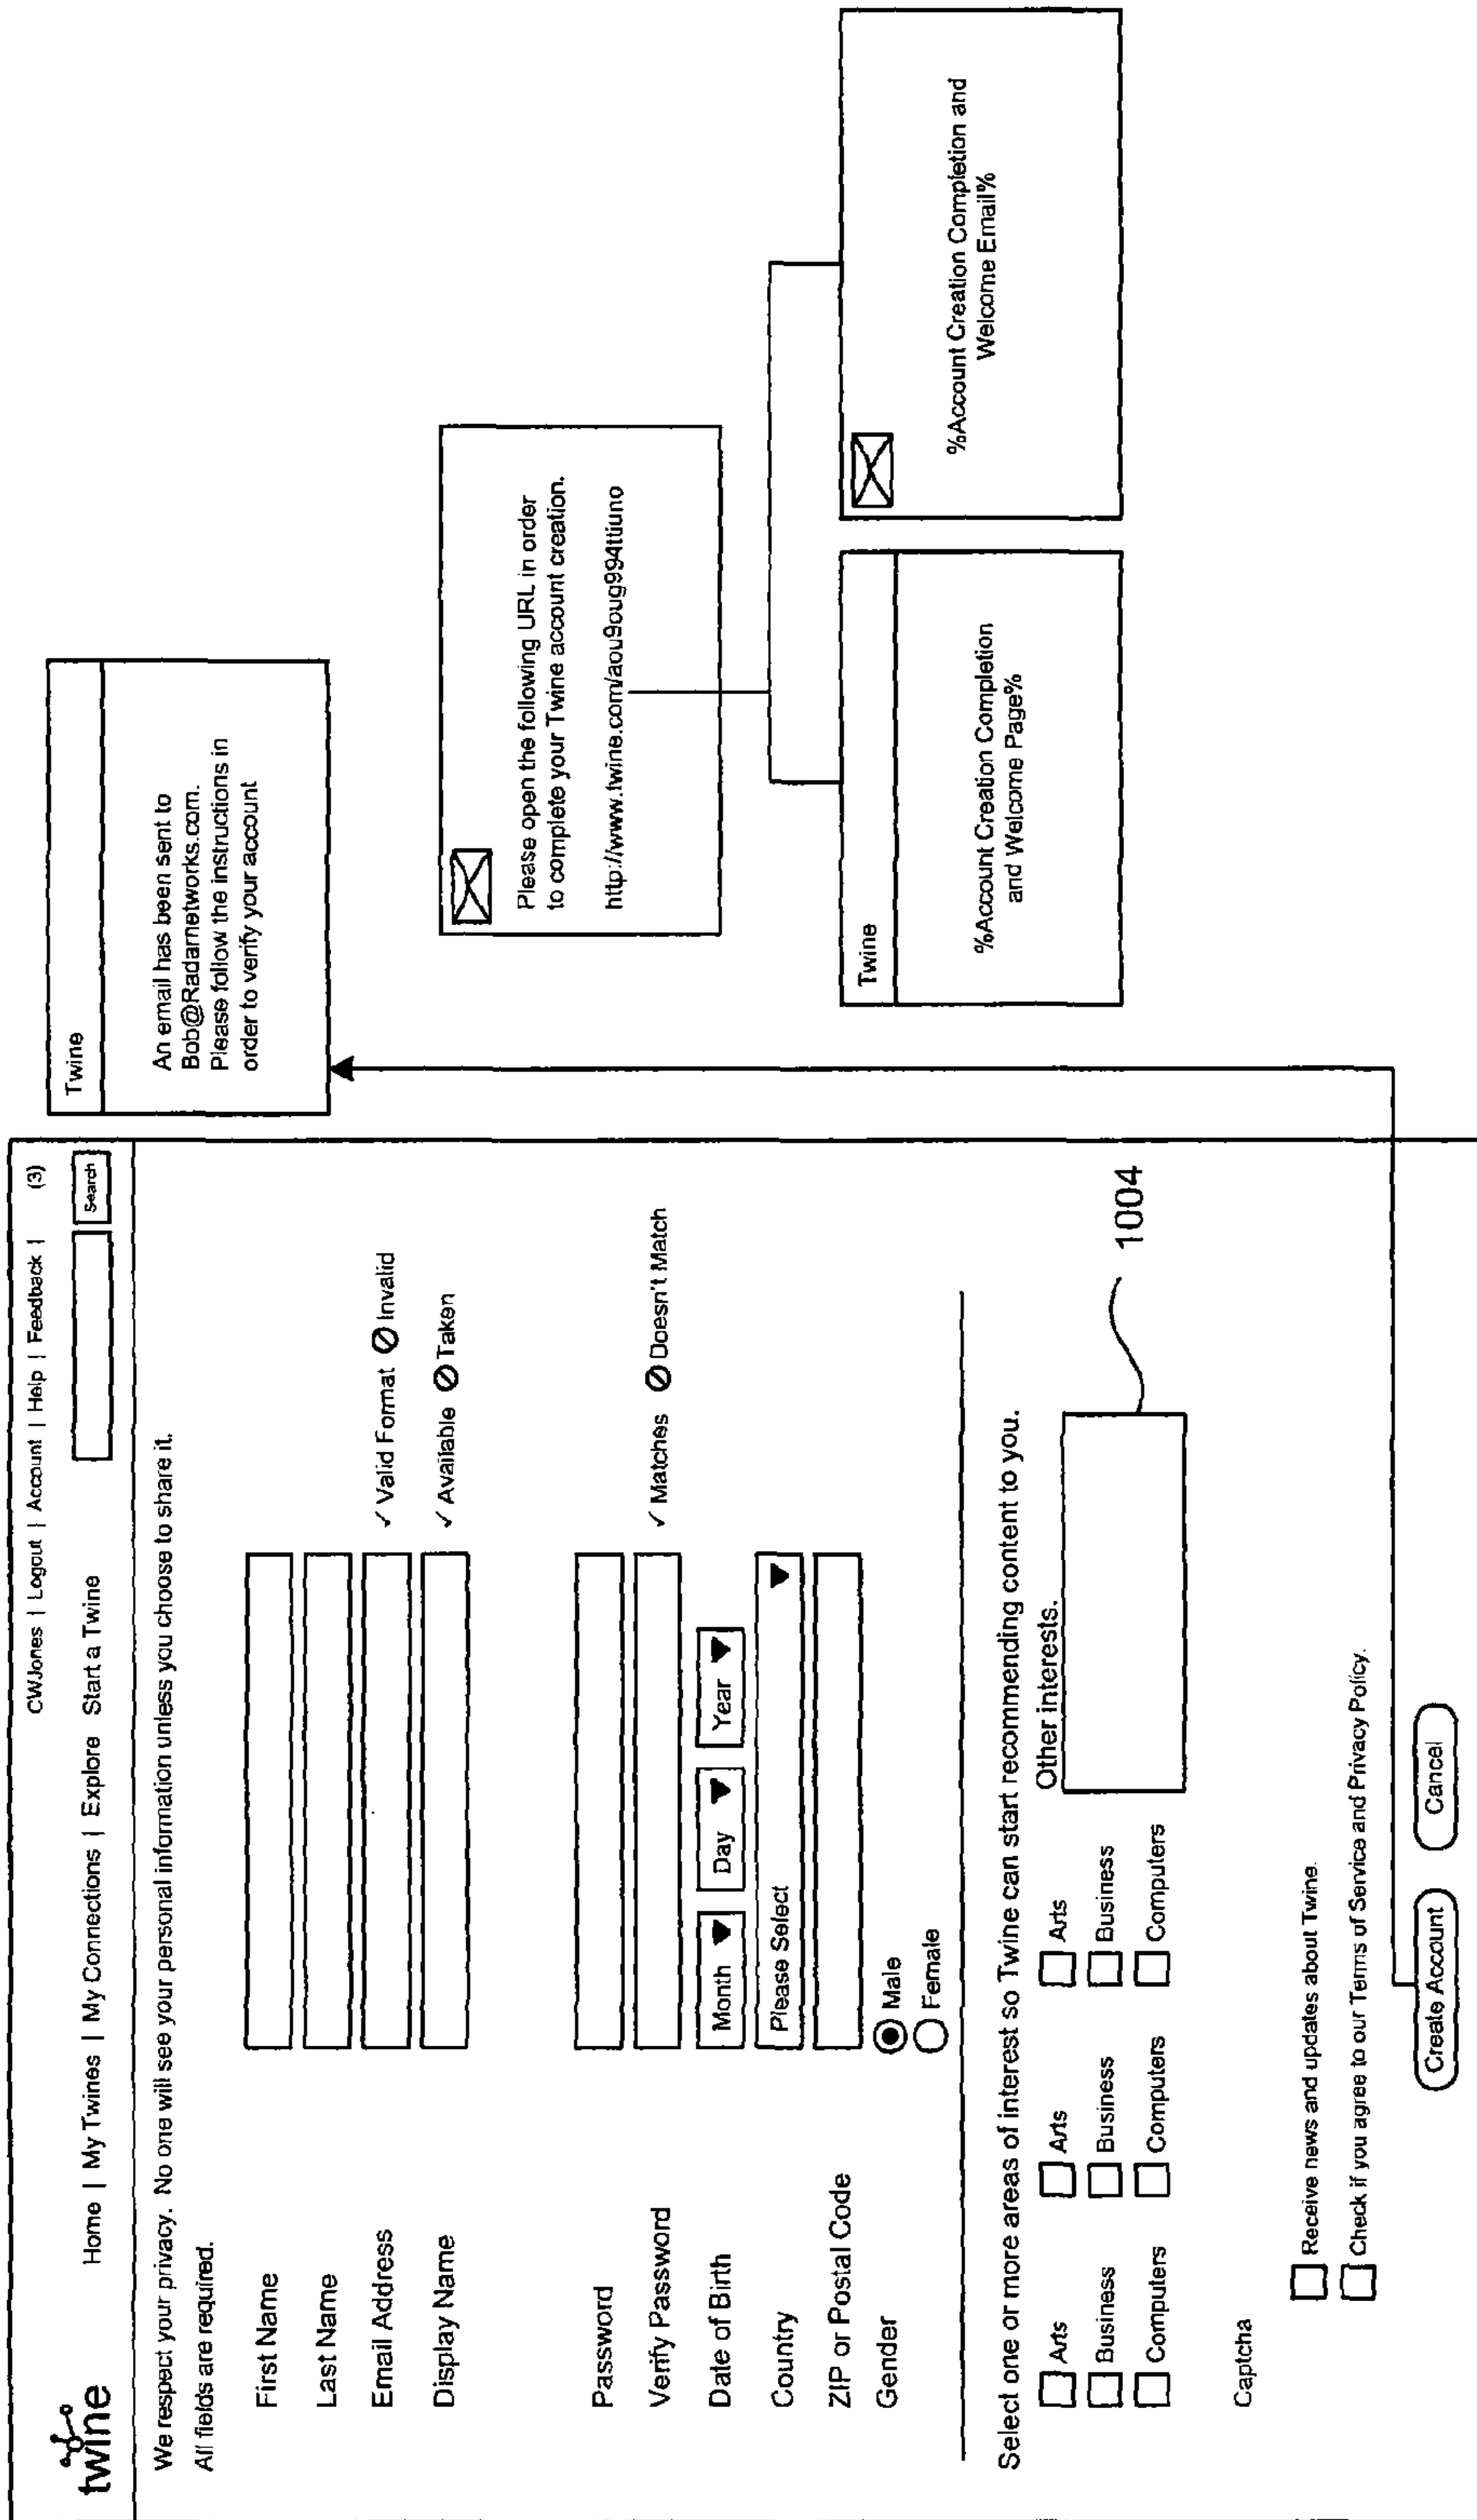 CWJones | Logout | Account | Help | Feedback | (3)
twine
Home | My Twines | My Connections | Explore Start a Twine
Search
We respect your privacy. No one will see your personal information unless you choose to share it.
All fields are required.
First Name
Last Name
Email Address
✓ Valid Format ⊘ Invalid
Display Name
✓ Available ⊘ Taken
Password
Verify Password
✓ Matches ⊘ Doesn't Match
Date of Birth
Month Day Year
Country
Please Select
ZIP or Postal Code
Gender
Male
Female
Select one or more areas of interest so Twine can start recommending content to you.
Other interests.
Arts Arts Arts
Business Business Business
Computers Computers Computers
1004
Captcha
Receive news and updates about Twine.
Check if you agree to our Terms of Service and Privacy Policy.
Create Account Cancel
Twine
An email has been sent to
Bob@Radarnetworks.com.
Please follow the instructions in
order to verify your account
Please open the following URL in order
to complete your Twine account creation.
http://www.twine.com/aou9oug994ttiuno
Twine
%Account Creation Completion
and Welcome Page%
%Account Creation Completion and
Welcome Email%